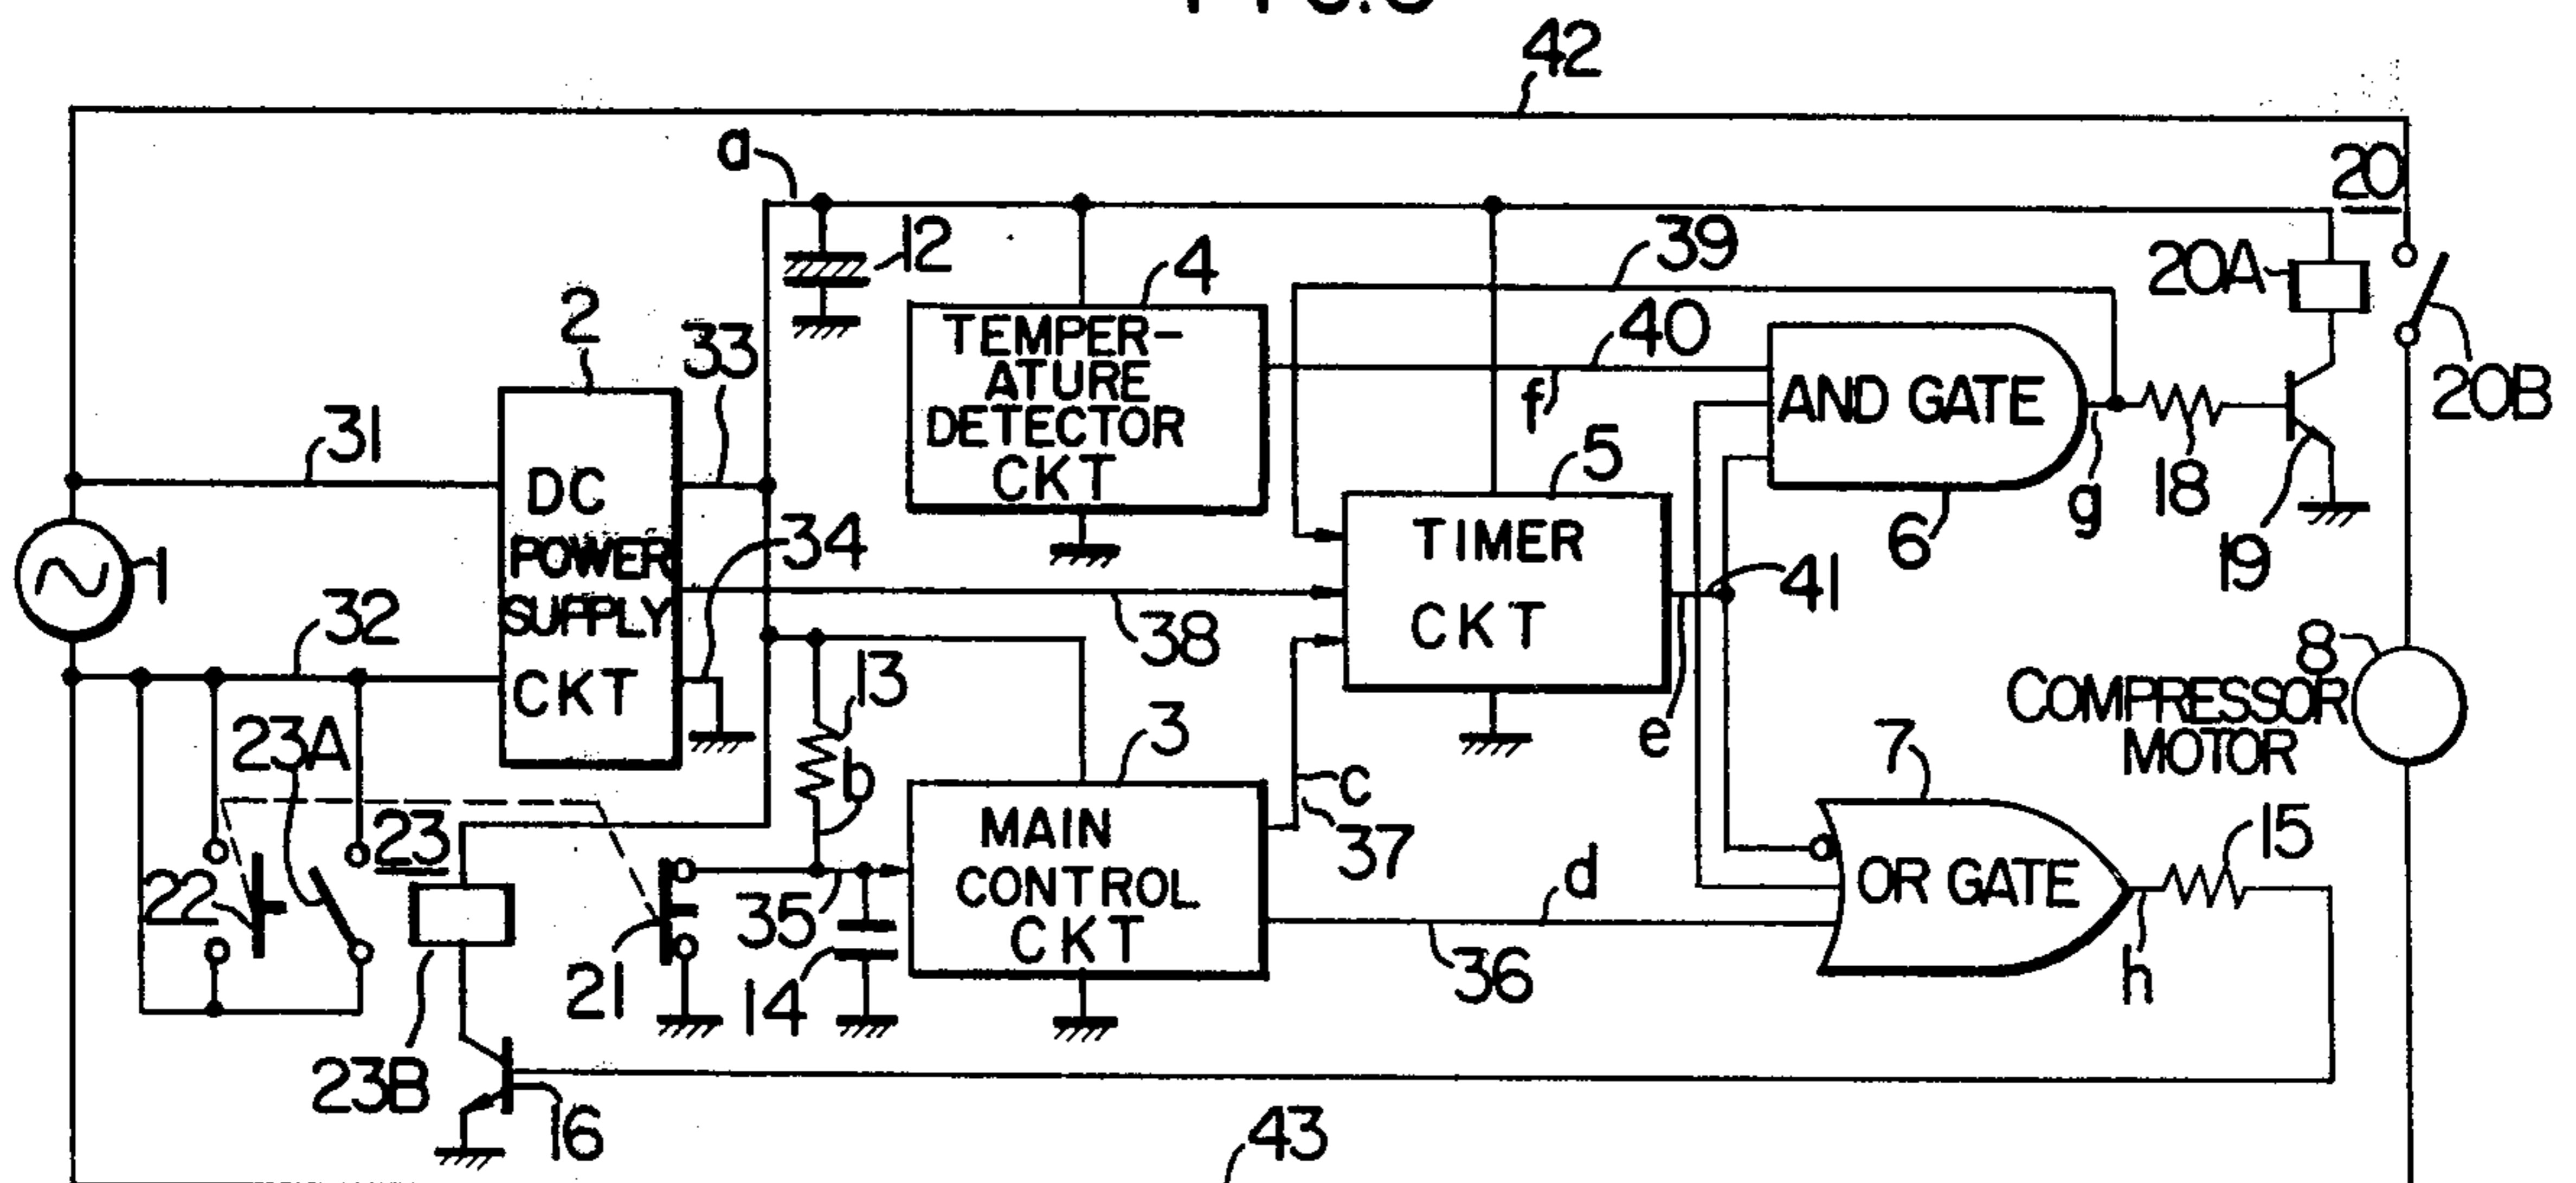 42
a
20
12
39
4
20A
2
33
TEMPER-
ATURE
DETECTOR
CKT
40
f
AND GATE
20B
31
5
18
g
6
19
DC
POWER
SUPPLY
CKT
34
TIMER
CKT
41
1
32
38
8
COMPRESSOR
MOTOR
13
3
e
7
23A
b
c
37
15
23
MAIN
CONTROL
CKT
d
OR GATE
22
35
36
h
21
14
23B
16
43